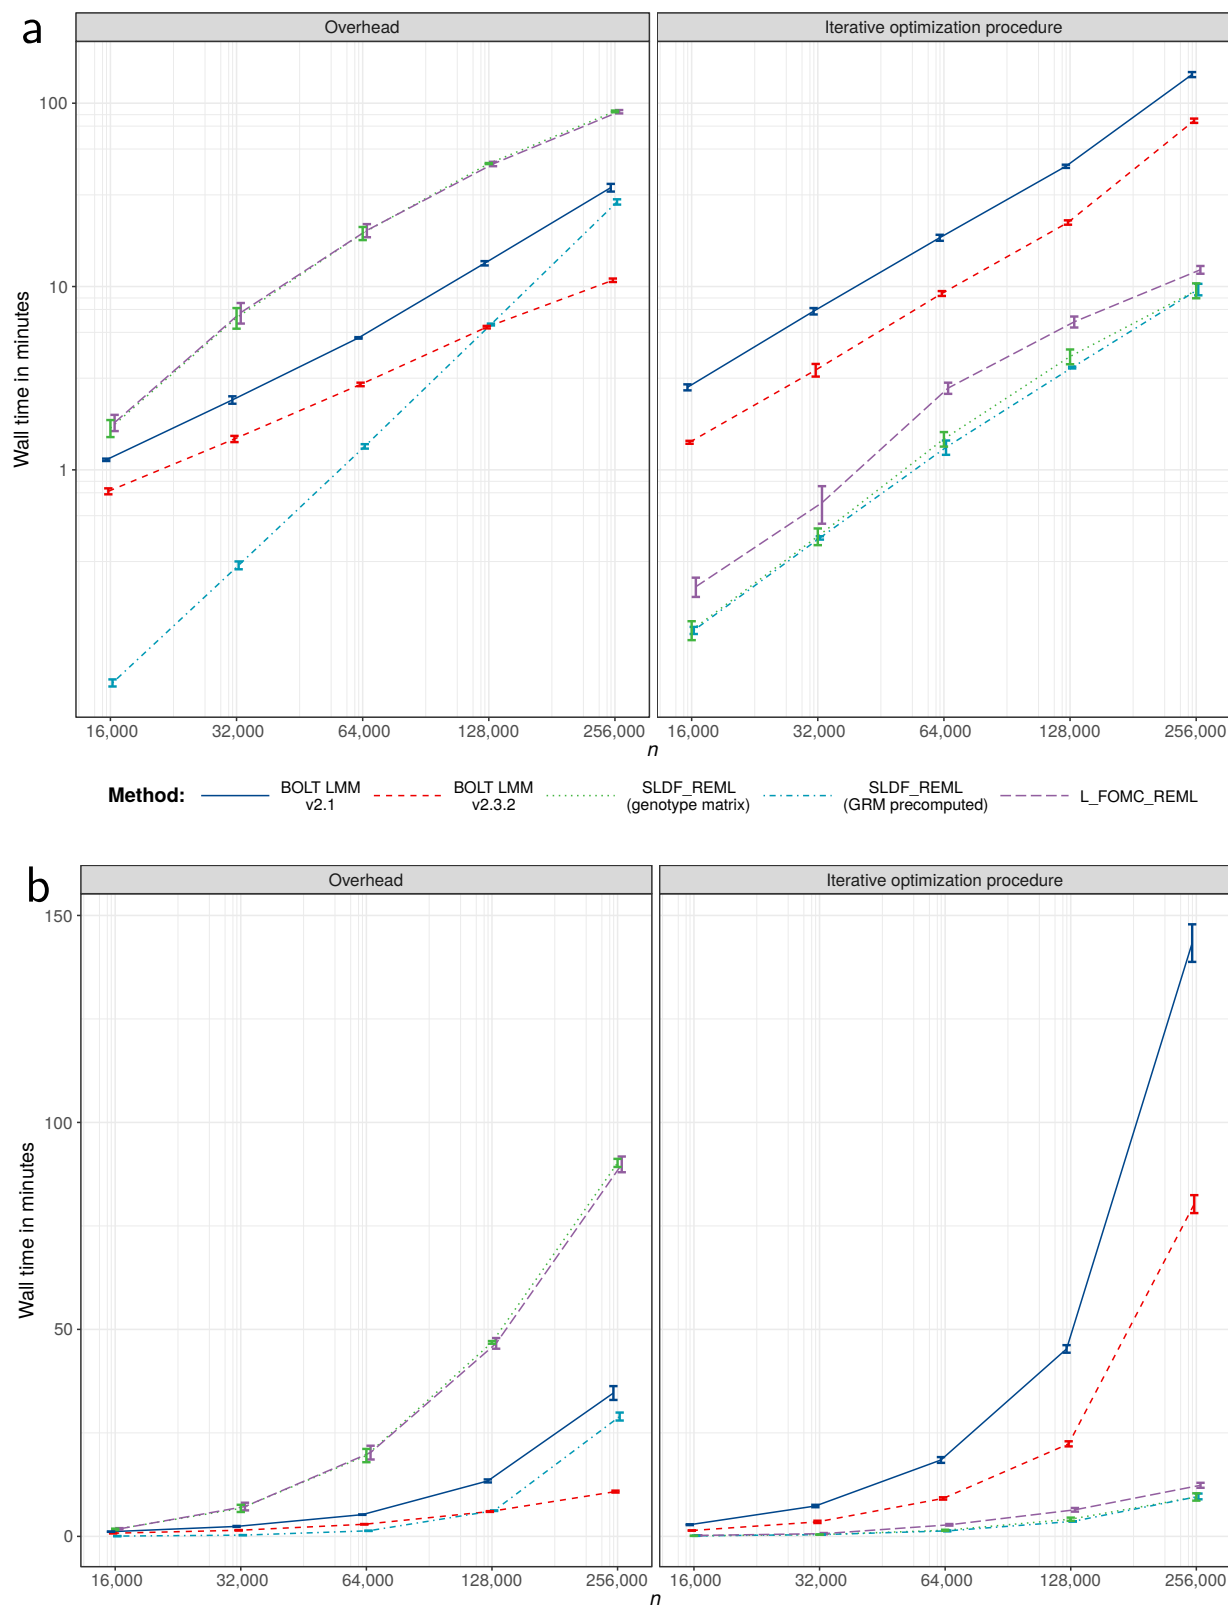 a
Overhead
Iterative optimization procedure
Wall time in minutes
100
10
1
16,000
32,000
64,000
128,000
256,000
16,000
32,000
64,000
128,000
256,000
n
Method:
BOLT LMM
v2.1
BOLT LMM
v2.3.2
SLDF_REML
(genotype matrix)
SLDF_REML
(GRM precomputed)
L_FOMC_REML
b
Overhead
Iterative optimization procedure
Wall time in minutes
150
100
50
0
16,000
32,000
64,000
128,000
256,000
16,000
32,000
64,000
128,000
256,000
n